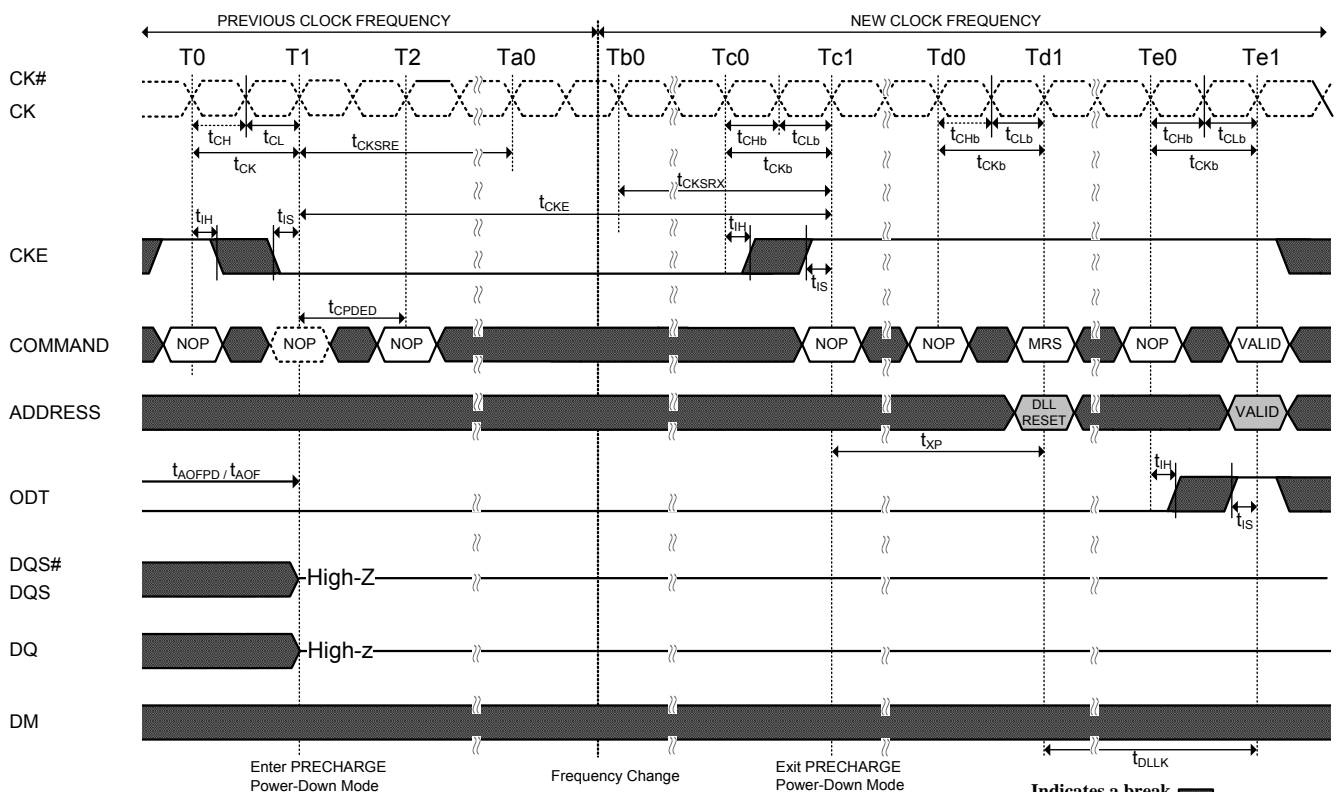 PREVIOUS CLOCK FREQUENCY NEW CLOCK FREQUENCY
T0 T1 T2 Ta0 Tb0 Tc0 Tc1 Td0 Td1 Te0 Te1
CK#
CK
tCH tCL tCHb tCLb tCHb tCLb tCHb tCLb
tCK tCKSRE tCKb tCKb tCKb
tCKSRX
tCKE
tIH tIS tIH
CKE
tIS
tCPDED
COMMAND NOP NOP NOP NOP NOP MRS NOP VALID
ADDRESS DLL RESET VALID
tXP
tAOFPD / tAOF tIH
ODT
tIS
DQS#
DQS
High-Z
DQ High-z
DM
tDLLK
Enter PRECHARGE
Power-Down Mode
Frequency Change
Exit PRECHARGE
Power-Down Mode
Indicates a break